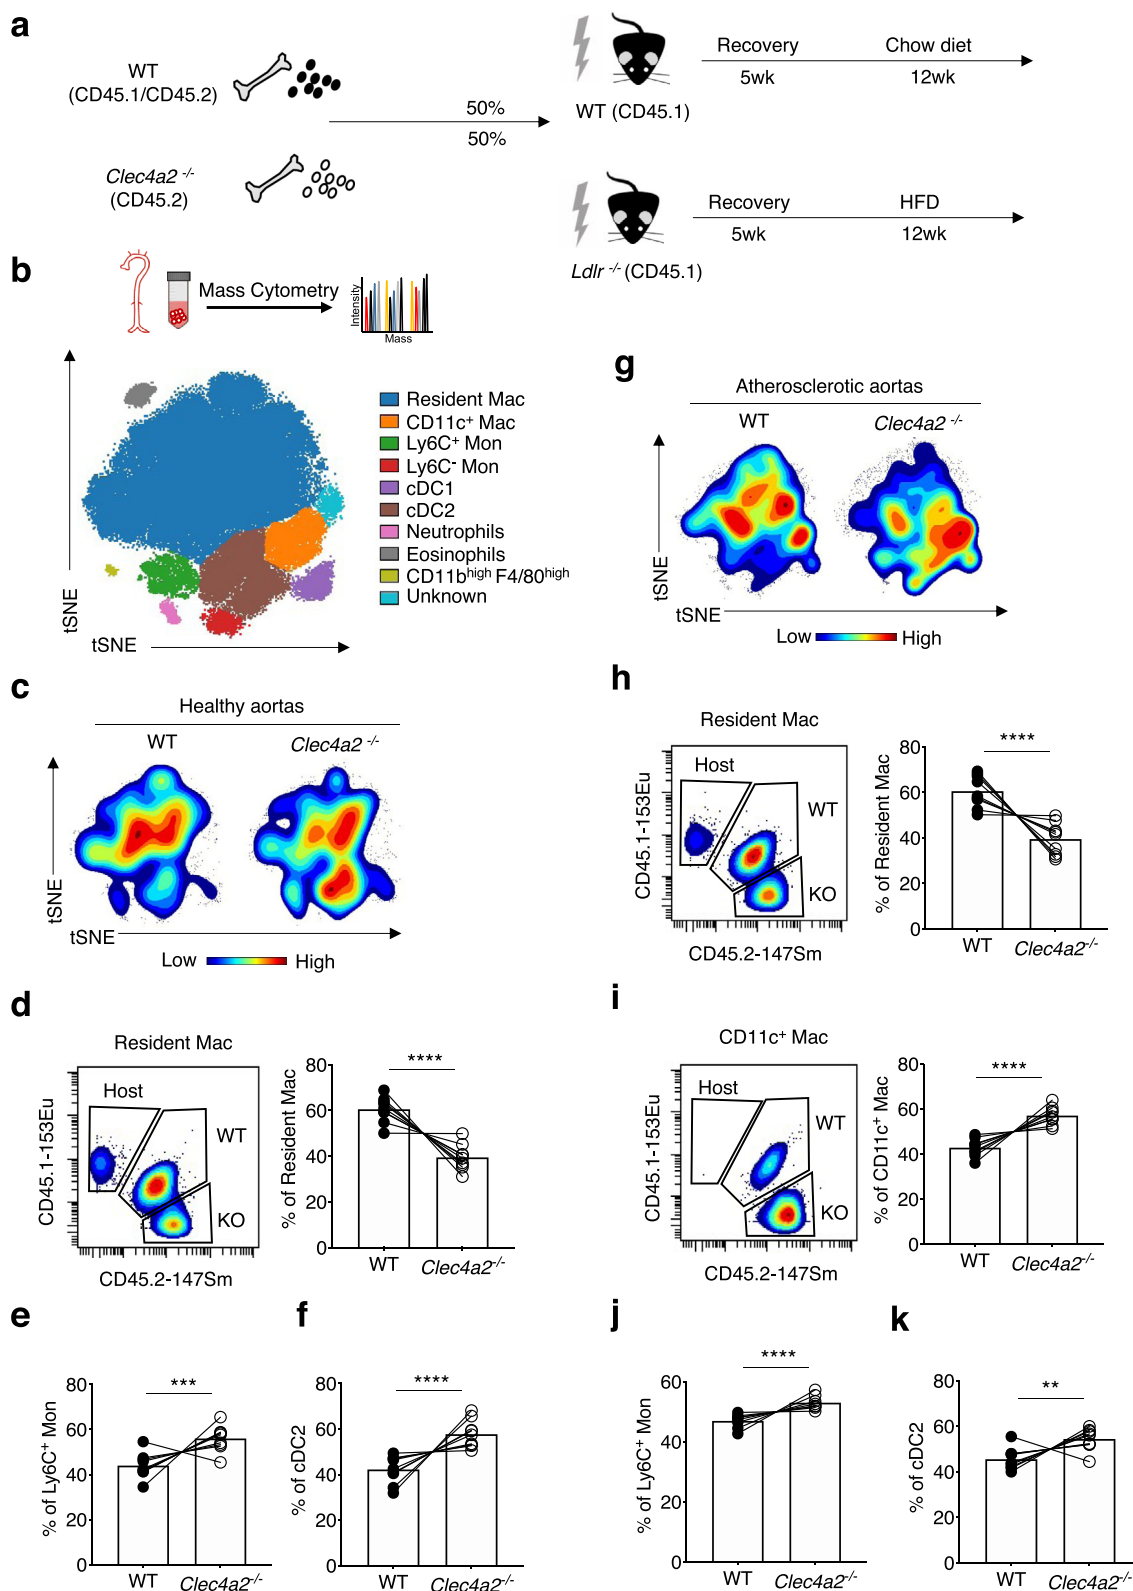 a
WT
(CD45.1/CD45.2)
Clec4a2 -/-
(CD45.2)
50%
50%
WT (CD45.1)
Recovery
Chow diet
5wk
12wk
Ldlr -/- (CD45.1)
Recovery
HFD
5wk
12wk
b
Mass Cytometry
Intensity
Mass
tSNE
tSNE
Resident Mac
CD11c+ Mac
Ly6C+ Mon
Ly6C- Mon
cDC1
cDC2
Neutrophils
Eosinophils
CD11bhigh F4/80high
Unknown
c
Healthy aortas
WT
Clec4a2 -/-
tSNE
tSNE
Low
High
d
Resident Mac
Host
WT
KO
CD45.1-153Eu
CD45.2-147Sm
% of Resident Mac
80
60
40
20
0
****
WT
Clec4a2-/-
e
% of Ly6C+ Mon
80
60
40
20
0
***
WT
Clec4a2-/-
f
% of cDC2
80
60
40
20
0
****
WT
Clec4a2-/-
g
Atherosclerotic aortas
WT
Clec4a2 -/-
tSNE
tSNE
Low
High
h
Resident Mac
Host
WT
KO
CD45.1-153Eu
CD45.2-147Sm
% of Resident Mac
80
60
40
20
0
****
WT
Clec4a2-/-
i
CD11c+ Mac
Host
WT
KO
CD45.1-153Eu
CD45.2-147Sm
% of CD11c+ Mac
80
60
40
20
0
****
WT
Clec4a2-/-
j
% of Ly6C+ Mon
60
40
20
0
****
WT
Clec4a2-/-
k
% of cDC2
80
60
40
20
0
**
WT
Clec4a2-/-